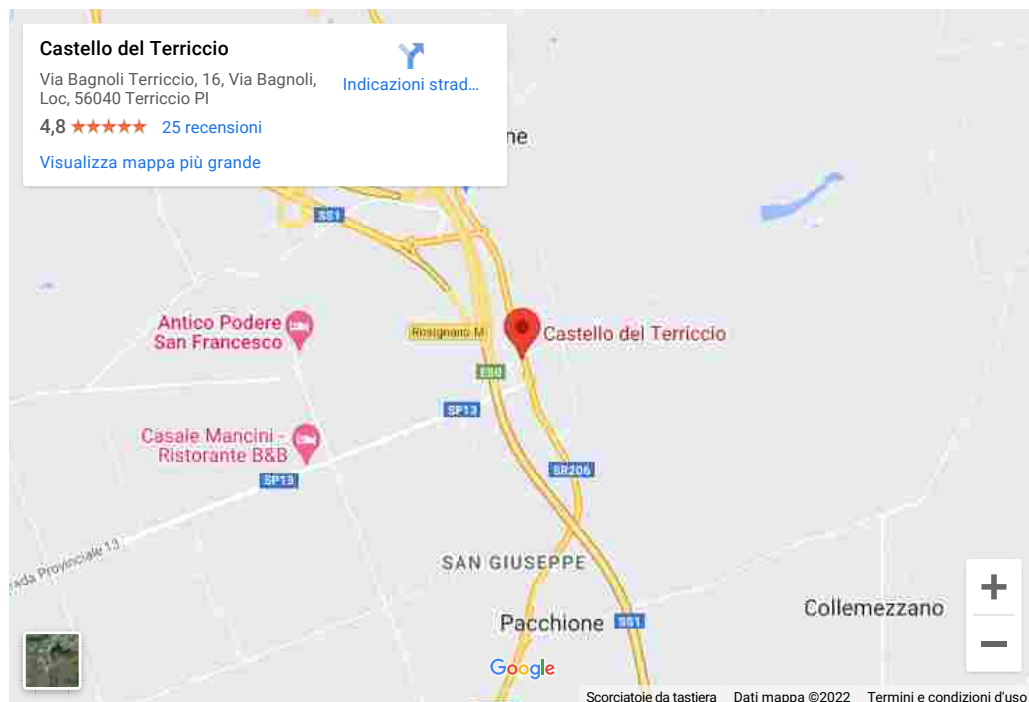 Castello del Terriccio
Via Bagnoli Terriccio, 16, Via Bagnoli,
Loc, 56040 Terriccio PI
4,8
25 recensioni
Visualizza mappa più grande
Indicazioni strad...
ne
SS1
Antico Podere
San Francesco
Rosignano M
Castello del Terriccio
E80
SP13
Casale Mancini -
Ristorante B&B
SP13
SR206
rada Provinciale 13
SAN GIUSEPPE
Pacchione
SS1
Collemezzano
Google
Scorciatoie da tastiera
Dati mappa ©2022
Termini e condizioni d'uso